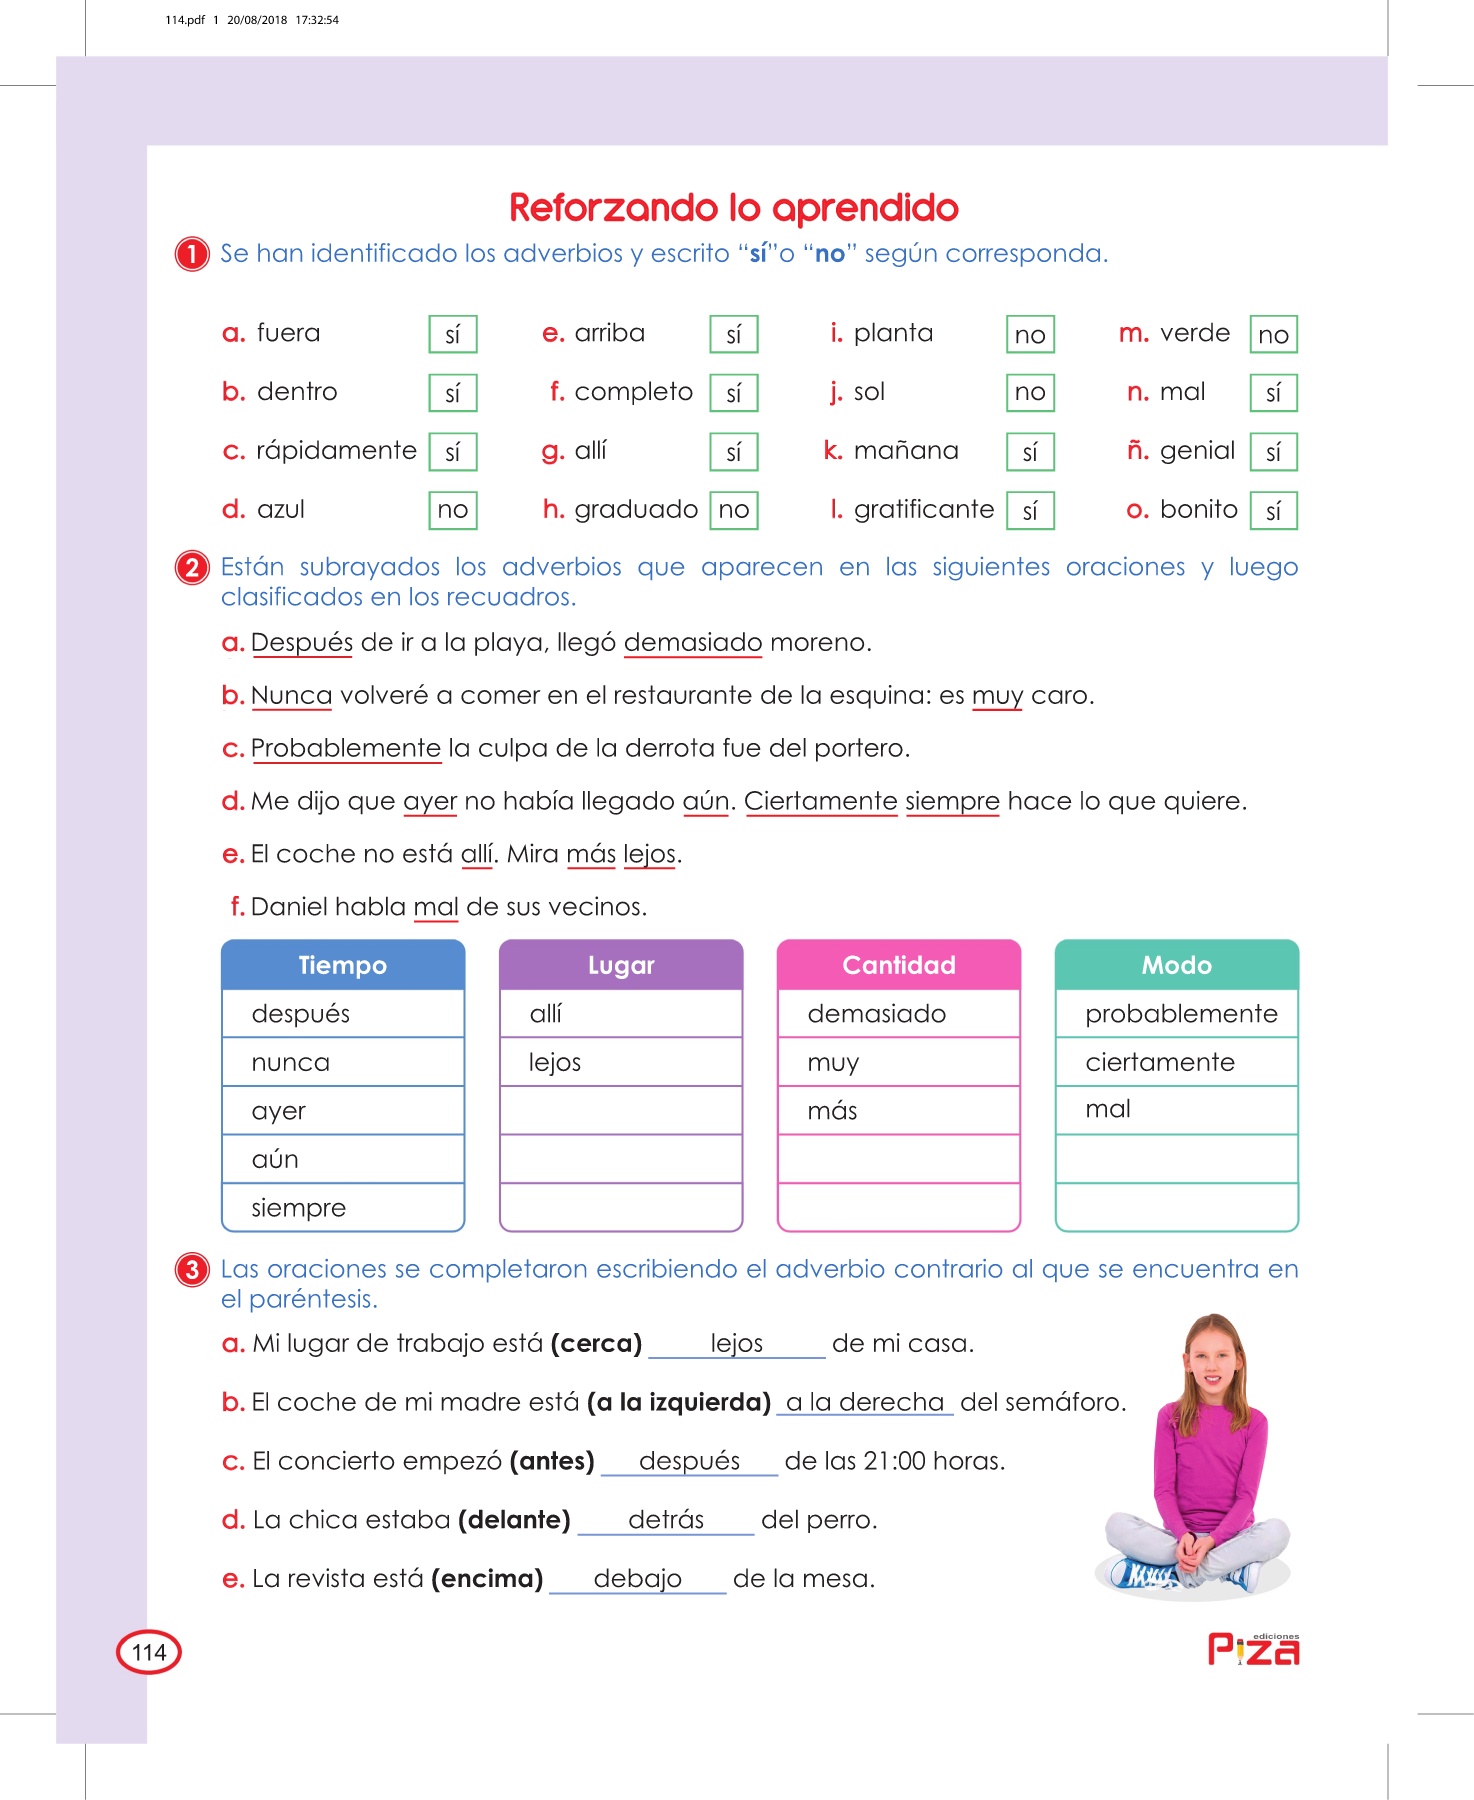 114.pdf 1 20/08/2018 17:32:54
Reforzando lo aprendido
1 Se han identificado los adverbios y escrito “sí”o “no” según corresponda.
a. fuera sí e. arriba sí i. planta no m. verde no
b. dentro sí f. completo sí j. sol no n. mal sí
c. rápidamente sí g. allí sí k. mañana sí ñ. genial sí
d. azul no h. graduado no l. gratificante sí o. bonito sí
2 Están subrayados los adverbios que aparecen en las siguientes oraciones y luego
clasificados en los recuadros.
a. Después de ir a la playa, llegó demasiado moreno.
b. Nunca volveré a comer en el restaurante de la esquina: es muy caro.
c. Probablemente la culpa de la derrota fue del portero.
d. Me dijo que ayer no había llegado aún. Ciertamente siempre hace lo que quiere.
e. El coche no está allí. Mira más lejos.
f. Daniel habla mal de sus vecinos.
Tiempo Lugar Cantidad Modo
después allí demasiado probablemente
nunca lejos muy ciertamente
ayer más mal
aún
siempre
3 Las oraciones se completaron escribiendo el adverbio contrario al que se encuentra en
el paréntesis.
a. Mi lugar de trabajo está (cerca) lejos de mi casa.
b. El coche de mi madre está (a la izquierda) a la derecha del semáforo.
c. El concierto empezó (antes) después de las 21:00 horas.
d. La chica estaba (delante) detrás del perro.
e. La revista está (encima) debajo de la mesa.
114
ediciones
Piza